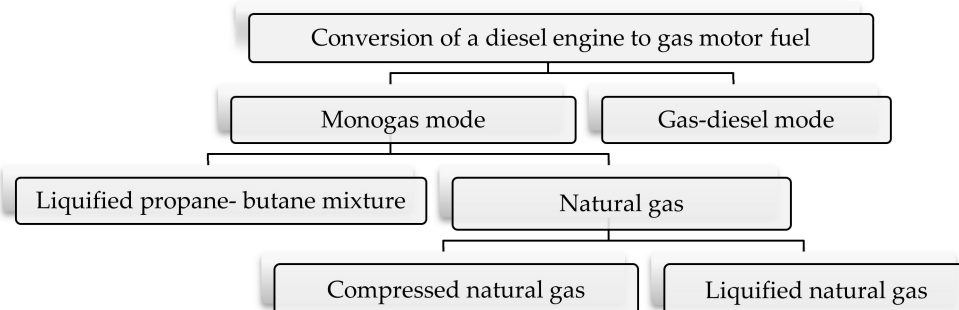 Conversion of a diesel engine to gas motor fuel
Monogas mode
Gas-diesel mode
Liquified propane- butane mixture
Natural gas
Compressed natural gas
Liquified natural gas